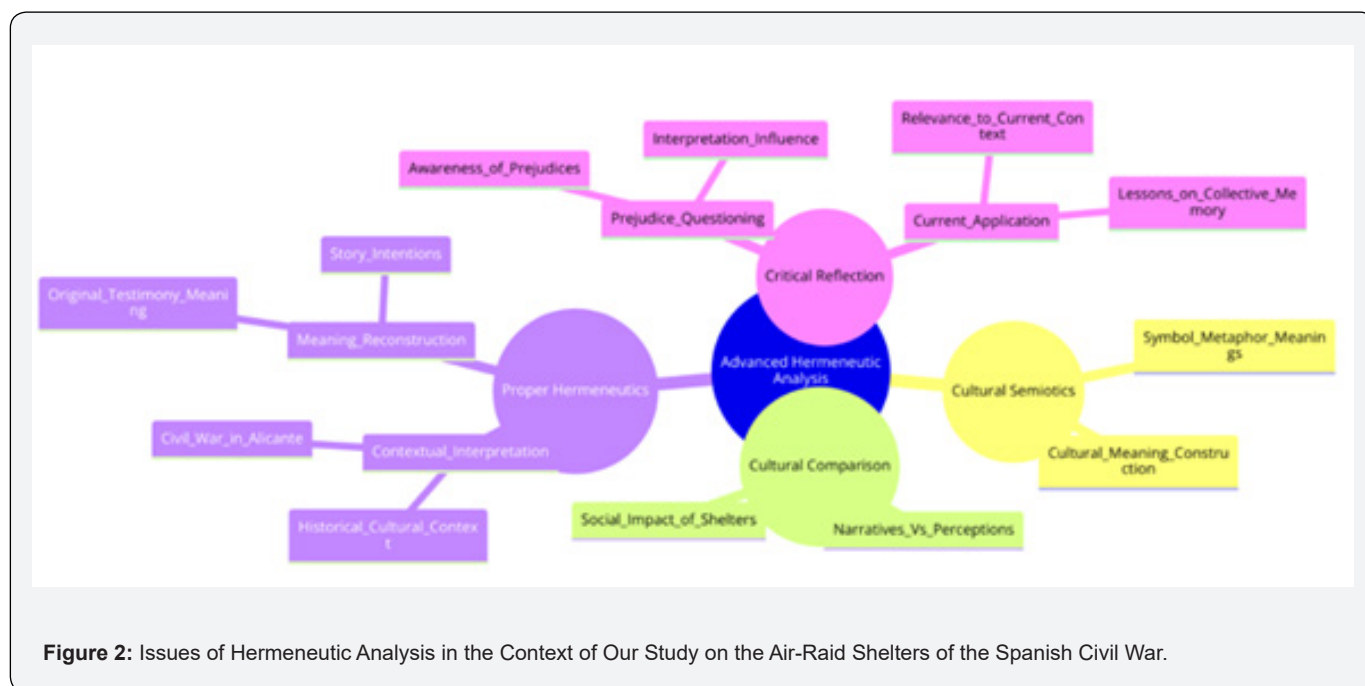 Relevance_to_Current_Con
text
Interpretation_Influence
Awareness_of_Prejudices
Lessons_on_Collective_Me
mory
Prejudice_Questioning
Current_Application
Story_Intentions
Critical Reflection
Original_Testimony_Meani
ng
Meaning_Reconstruction
Symbol_Metaphor_Meanin
gs
Advanced Hermeneutic
Analysis
Proper Hermeneutics
Cultural Semiotics
Civil_War_in_Alicante
Contextual_Interpretation
Cultural_Meaning_Constru
ction
Cultural Comparison
Social_Impact_of_Shelters
Narratives_Vs_Perceptions
Historical_Cultural_Contex
t
Figure 2: Issues of Hermeneutic Analysis in the Context of Our Study on the Air-Raid Shelters of the Spanish Civil War.